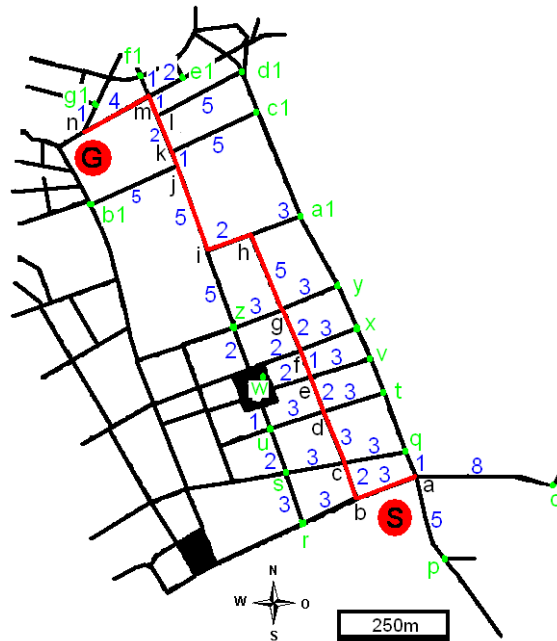 f1
1 2 e1 d1
g1 4 m 1
n 1 l 5 c1
2
G k 1 5
j
b1 5 5 3 a1
2
i h
5 5 y
z 3 3
g 2 3 x
2 2 f
w 2 1 3 v
e
1 3 3 t
u d
2 3 3 q
s 3 c 3 1 8
2 3 a
3 3 b o
r S 5
p
N
W O
S
250m